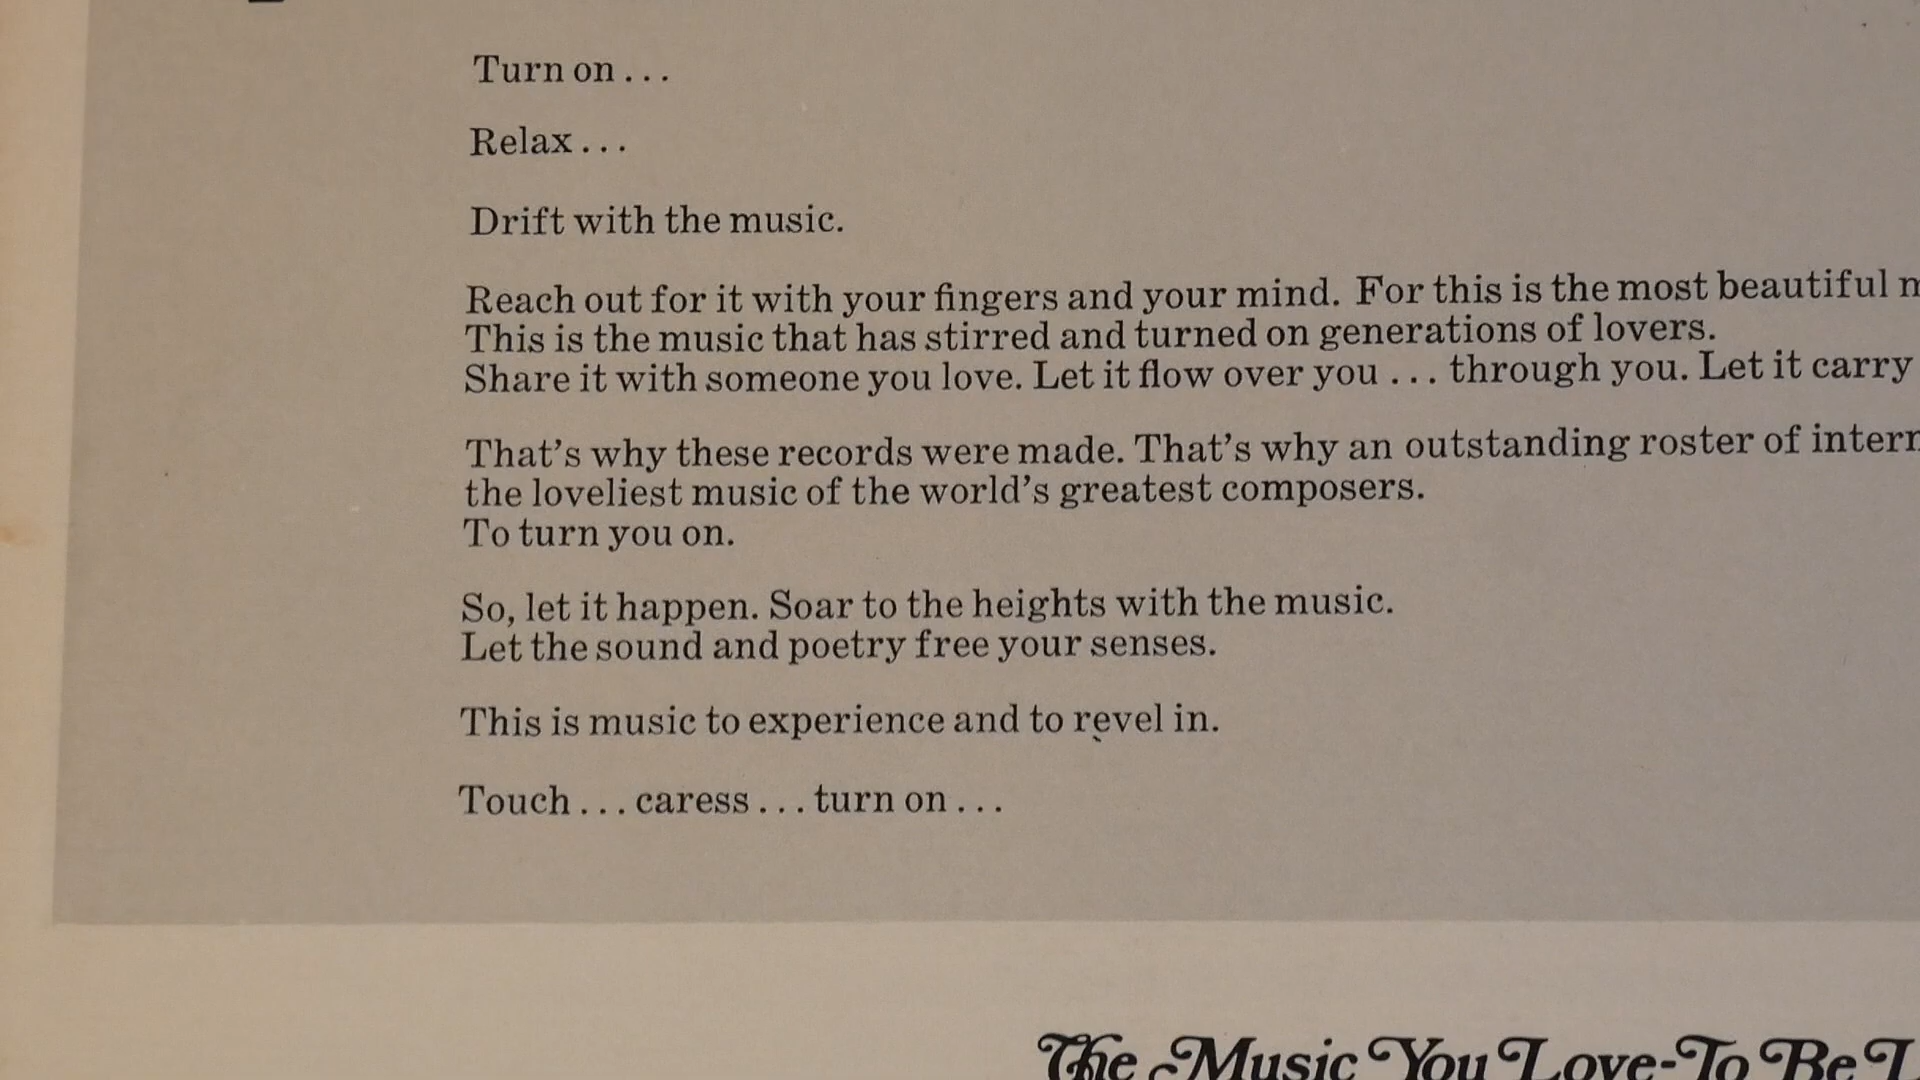 Turn on . . .
Relax . . .
Drift with the music.
Reach out for it with your fingers and your mind. For this is the most beautiful
This is the music that has stirred and turned on generations of lovers.
Share it with someone you love. Let it flow over you . . . through you. Let it carry
That's why these records were made. That's why an outstanding roster of
the loveliest music of the world's greatest composers.
To turn you on.
So, let it happen. Soar to the heights with the music.
Let the sound and poetry free your senses.
This is music to experience and to revel in.
Touch . . . caress . . . turn on . . .
The Music You Love-To Be